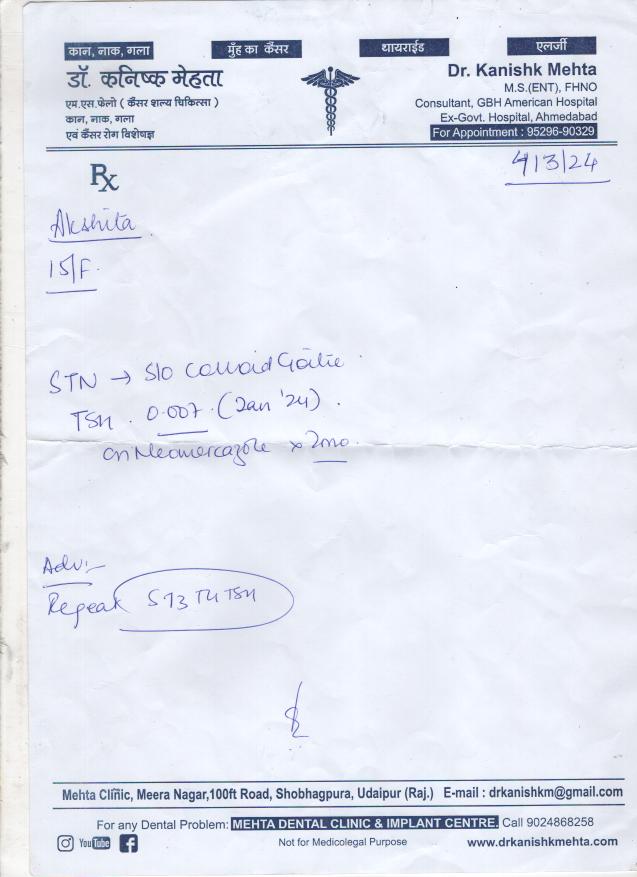 कान, नाक, गला
मुँह का कैंसर
थायराईड
एलर्जी
डॉ. कनिष्क मेहता
एम.एस.फेलो ( कैंसर शल्य चिकित्सा )
कान, नाक, गला
एवं कैंसर रोग विशेषज्ञ
Dr. Kanishk Mehta
M.S.(ENT), FHNO
Consultant, GBH American Hospital
Ex-Govt. Hospital, Ahmedabad
For Appointment : 95296-90329
Rx
4/3/24
Akshita
15/F.
STN → S/O Colloid Goitre.
TSH . 0.007 . (Jan '24) .
on Neomercazole x 2mo.
Adv:-
Repeat S T3 T4 TSH
Mehta Clinic, Meera Nagar,100ft Road, Shobhagpura, Udaipur (Raj.) E-mail : drkanishkm@gmail.com
For any Dental Problem: MEHTA DENTAL CLINIC & IMPLANT CENTRE. Call 9024868258
YouTube
Not for Medicolegal Purpose
www.drkanishkmehta.com